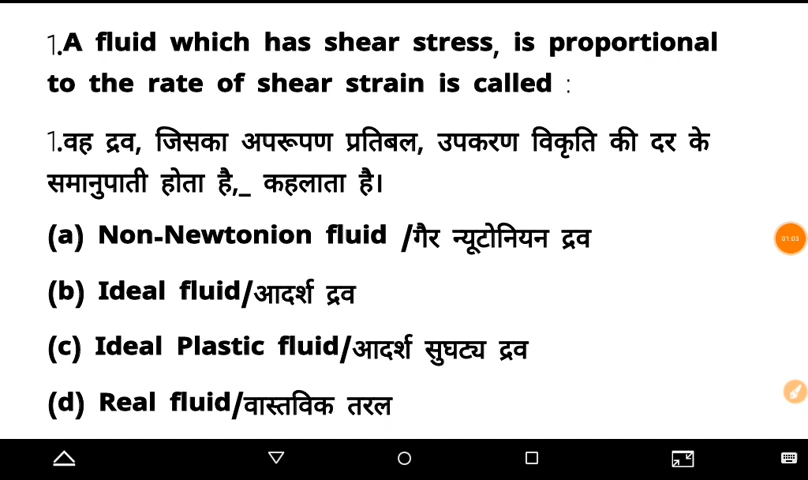 1.A fluid which has shear stress, is proportional
to the rate of shear strain is called :
1.वह द्रव, जिसका अपरूपण प्रतिबल, उपकरण विकृति की दर के
समानुपाती होता है,_ कहलाता है।
(a) Non-Newtonion fluid /गैर न्यूटोनियन द्रव
(b) Ideal fluid/आदर्श द्रव
(c) Ideal Plastic fluid/आदर्श सुघट्य द्रव
(d) Real fluid/वास्तविक तरल
01:03